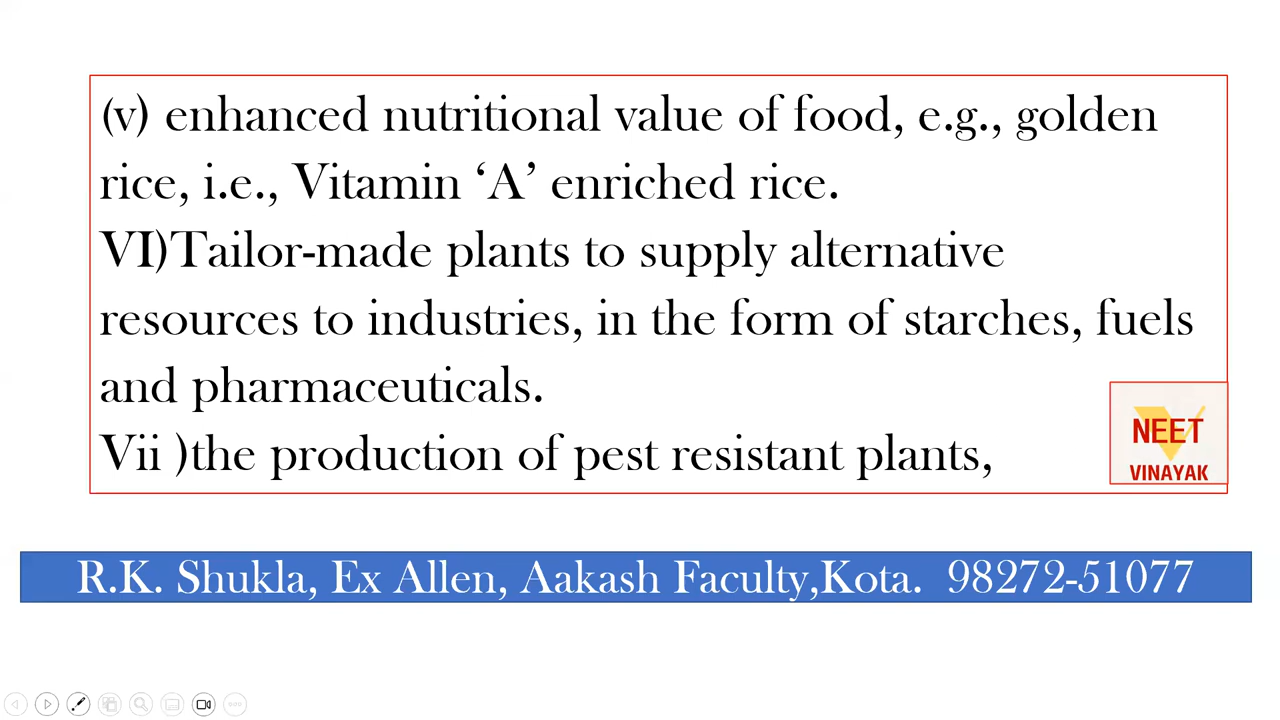 (v) enhanced nutritional value of food, e.g., golden
rice, i.e., Vitamin ‘A’ enriched rice.
VI)Tailor-made plants to supply alternative
resources to industries, in the form of starches, fuels
and pharmaceuticals.
Vii )the production of pest resistant plants,
NEET
VINAYAK
R.K. Shukla, Ex Allen, Aakash Faculty,Kota. 98272-51077